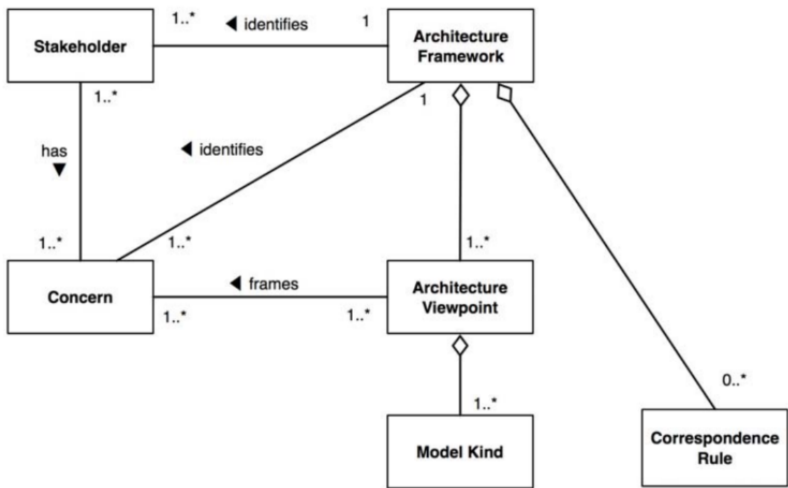 1..*
◀ identifies
1
Stakeholder
Architecture
Framework
1..*
1
has
▼
◀ identifies
1..*
1..*
1..*
Concern
◀ frames
Architecture
Viewpoint
1..*
1..*
0..*
1..*
Model Kind
Correspondence
Rule